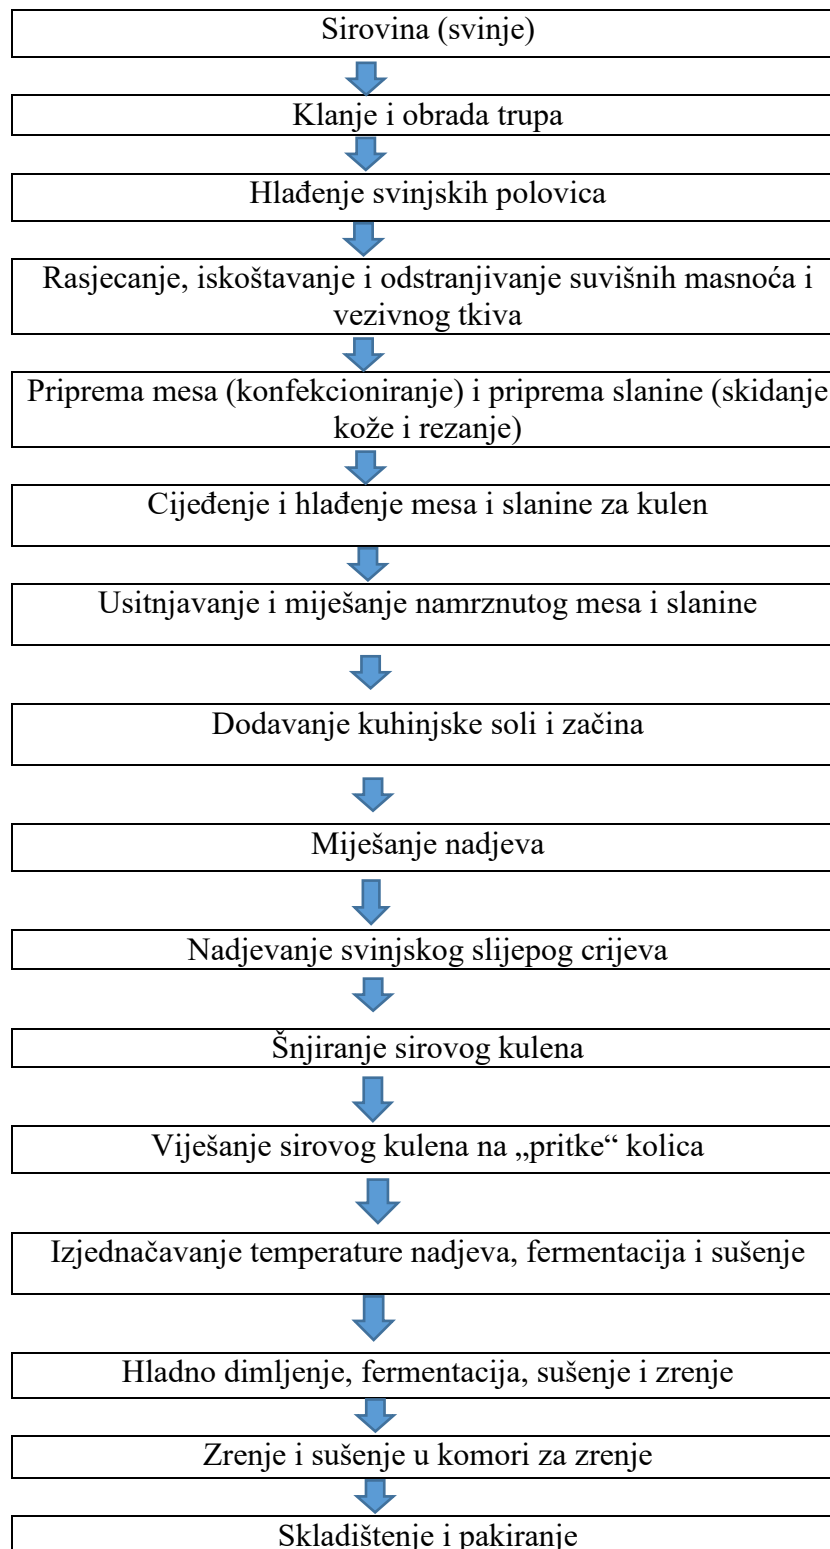 Sirovina (svinje)
Klanje i obrada trupa
Hlađenje svinjskih polovica
Rasjecanje, iskoštavanje i odstranjivanje suvišnih masnoća i
vezivnog tkiva
Priprema mesa (konfekcioniranje) i priprema slanine (skidanje
kože i rezanje)
Cijeđenje i hlađenje mesa i slanine za kulen
Usitnjavanje i miješanje namrznutog mesa i slanine
Dodavanje kuhinjske soli i začina
Miješanje nadjeva
Nadjevanje svinjskog slijepog crijeva
Šnjiranje sirovog kulena
Viješanje sirovog kulena na „pritke“ kolica
Izjednačavanje temperature nadjeva, fermentacija i sušenje
Hladno dimljenje, fermentacija, sušenje i zrenje
Zrenje i sušenje u komori za zrenje
Skladištenje i pakiranje